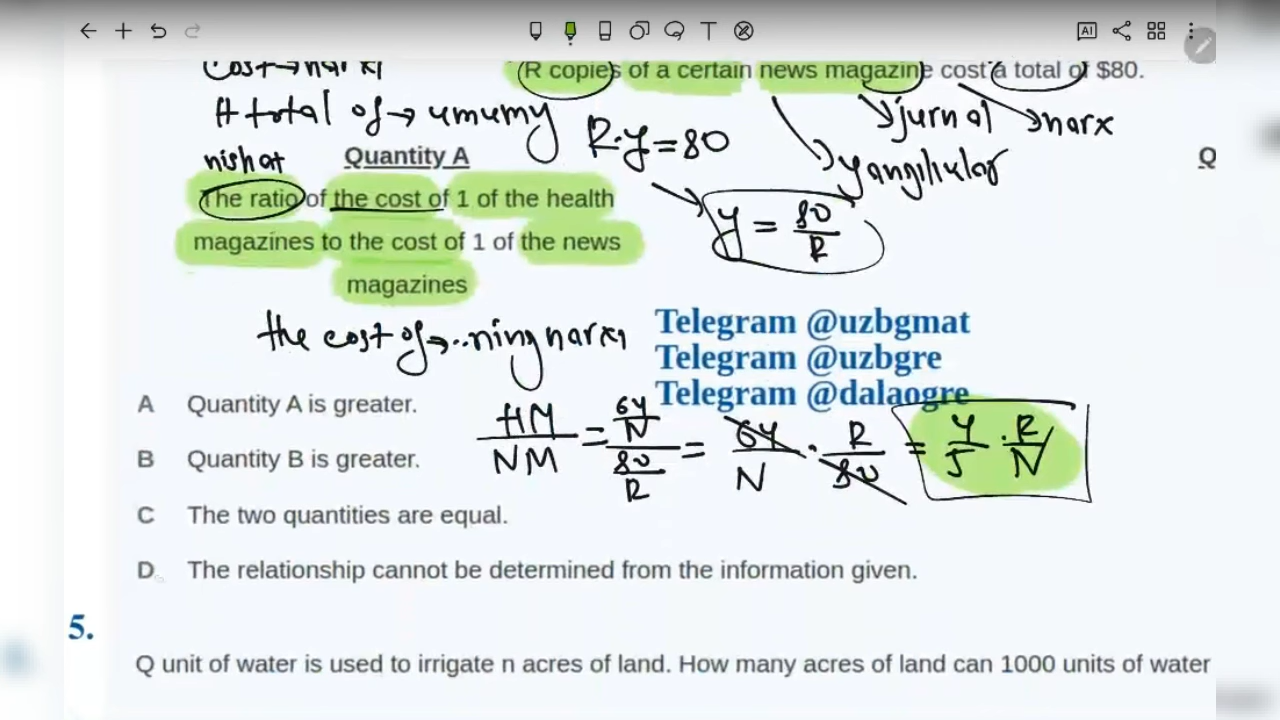 Cost→narxi
R copies of a certain news magazine cost a total of $80.
A total of → umumy
R·y=80
jurnal
narx
yangiliklar
nisbat
Quantity A
Q
The ratio of the cost of 1 of the health
magazines to the cost of 1 of the news
magazines
y = 80/R
the cost of→..ning narxi
Telegram @uzbgmat
Telegram @uzbgre
Telegram @dalaogre
A Quantity A is greater.
HM/NM = 64/N / 80/R = 64/N · R/80 = 4/5 · R/N
B Quantity B is greater.
C The two quantities are equal.
D The relationship cannot be determined from the information given.
5.
Q unit of water is used to irrigate n acres of land. How many acres of land can 1000 units of water